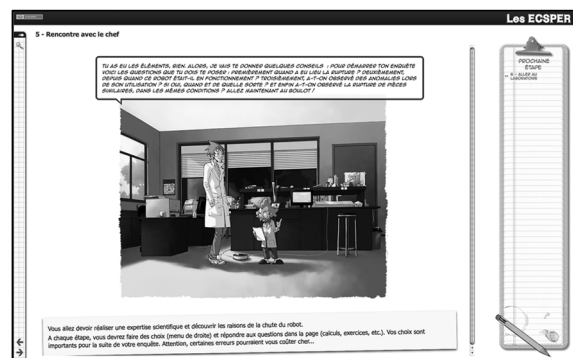 Les ECSPER
5 - Rencontre avec le chef
TU AS EU LES ÉLÉMENTS, BIEN. ALORS, JE VAIS TE DONNER QUELQUES CONSEILS : POUR DÉMARRER TON ENQUÊTE
VOICI LES QUESTIONS QUE TU DOIS TE POSER : PREMIÈREMENT QUAND A EU LIEU LA RUPTURE ? DEUXIÈMEMENT,
DEPUIS QUAND CE ROBOT ÉTAIT-IL EN FONCTIONNEMENT ? TROISIÈMEMENT, A-T-ON OBSERVÉ DES ANOMALIES LORS
DE SON UTILISATION ? SI OUI, QUAND ET DE QUELLE SORTE ? ET ENFIN A-T-ON OBSERVÉ LA RUPTURE DE PIÈCES
SIMILAIRES, DANS LES MÊMES CONDITIONS ? ALLEZ MAINTENANT AU BOULOT !
PROCHAINE
ÉTAPE
6 - ALLER AU
LABORATOIRE
Vous allez devoir réaliser une expertise scientifique et découvrir les raisons de la chute du robot.
A chaque étape, vous devrez faire des choix (menu de droite) et répondre aux questions dans la page (calculs, exercices, etc.). Vos choix sont
importants pour la suite de votre enquête. Attention, certaines erreurs pourraient vous coûter cher...